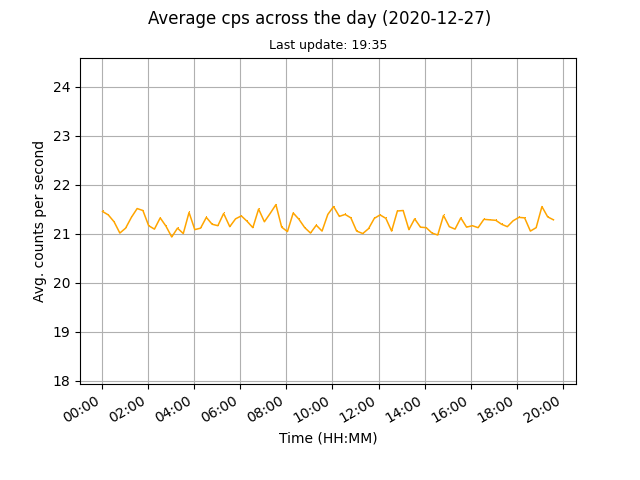 Average cps across the day (2020-12-27)
Last update: 19:35
24
23
22
21
20
19
18
Avg. counts per second
00:00 02:00 04:00 06:00 08:00 10:00 12:00 14:00 16:00 18:00 20:00
Time (HH:MM)